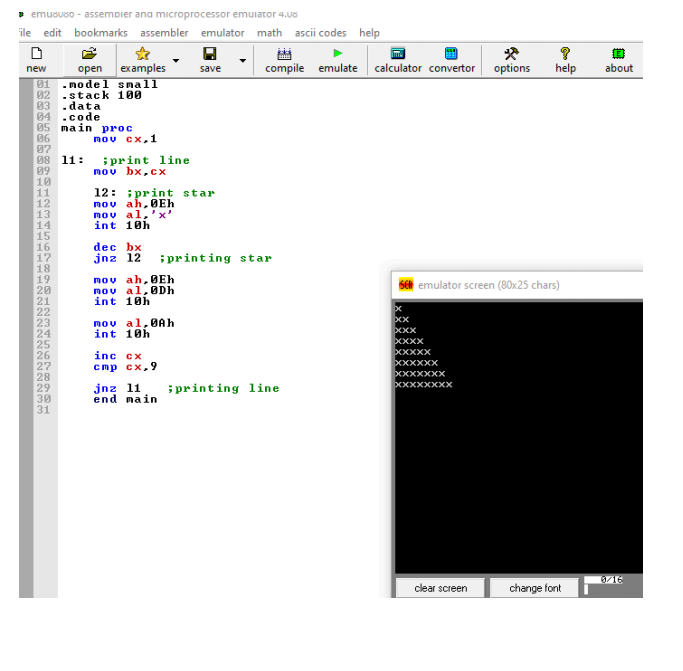 emu8086 - assembler and microprocessor emulator 4.08
file edit bookmarks assembler emulator math ascii codes help
new open examples save compile emulate calculator convertor options help about
01 .model small
02 .stack 100
03 .data
04 .code
05 main proc
06 mov cx,1
07
08 l1: ;print line
09 mov bx,cx
10
11 l2: ;print star
12 mov ah,0Eh
13 mov al,'x'
14 int 10h
15
16 dec bx
17 jnz l2 ;printing star
18
19 mov ah,0Eh
20 mov al,0Dh
21 int 10h
22
23 mov al,0Ah
24 int 10h
25
26 inc cx
27 cmp cx,9
28
29 jnz l1 ;printing line
30 end main
31
SCR emulator screen (80x25 chars)
x
xx
xxx
xxxx
xxxxx
xxxxxx
xxxxxxx
xxxxxxxx
clear screen change font 0/16